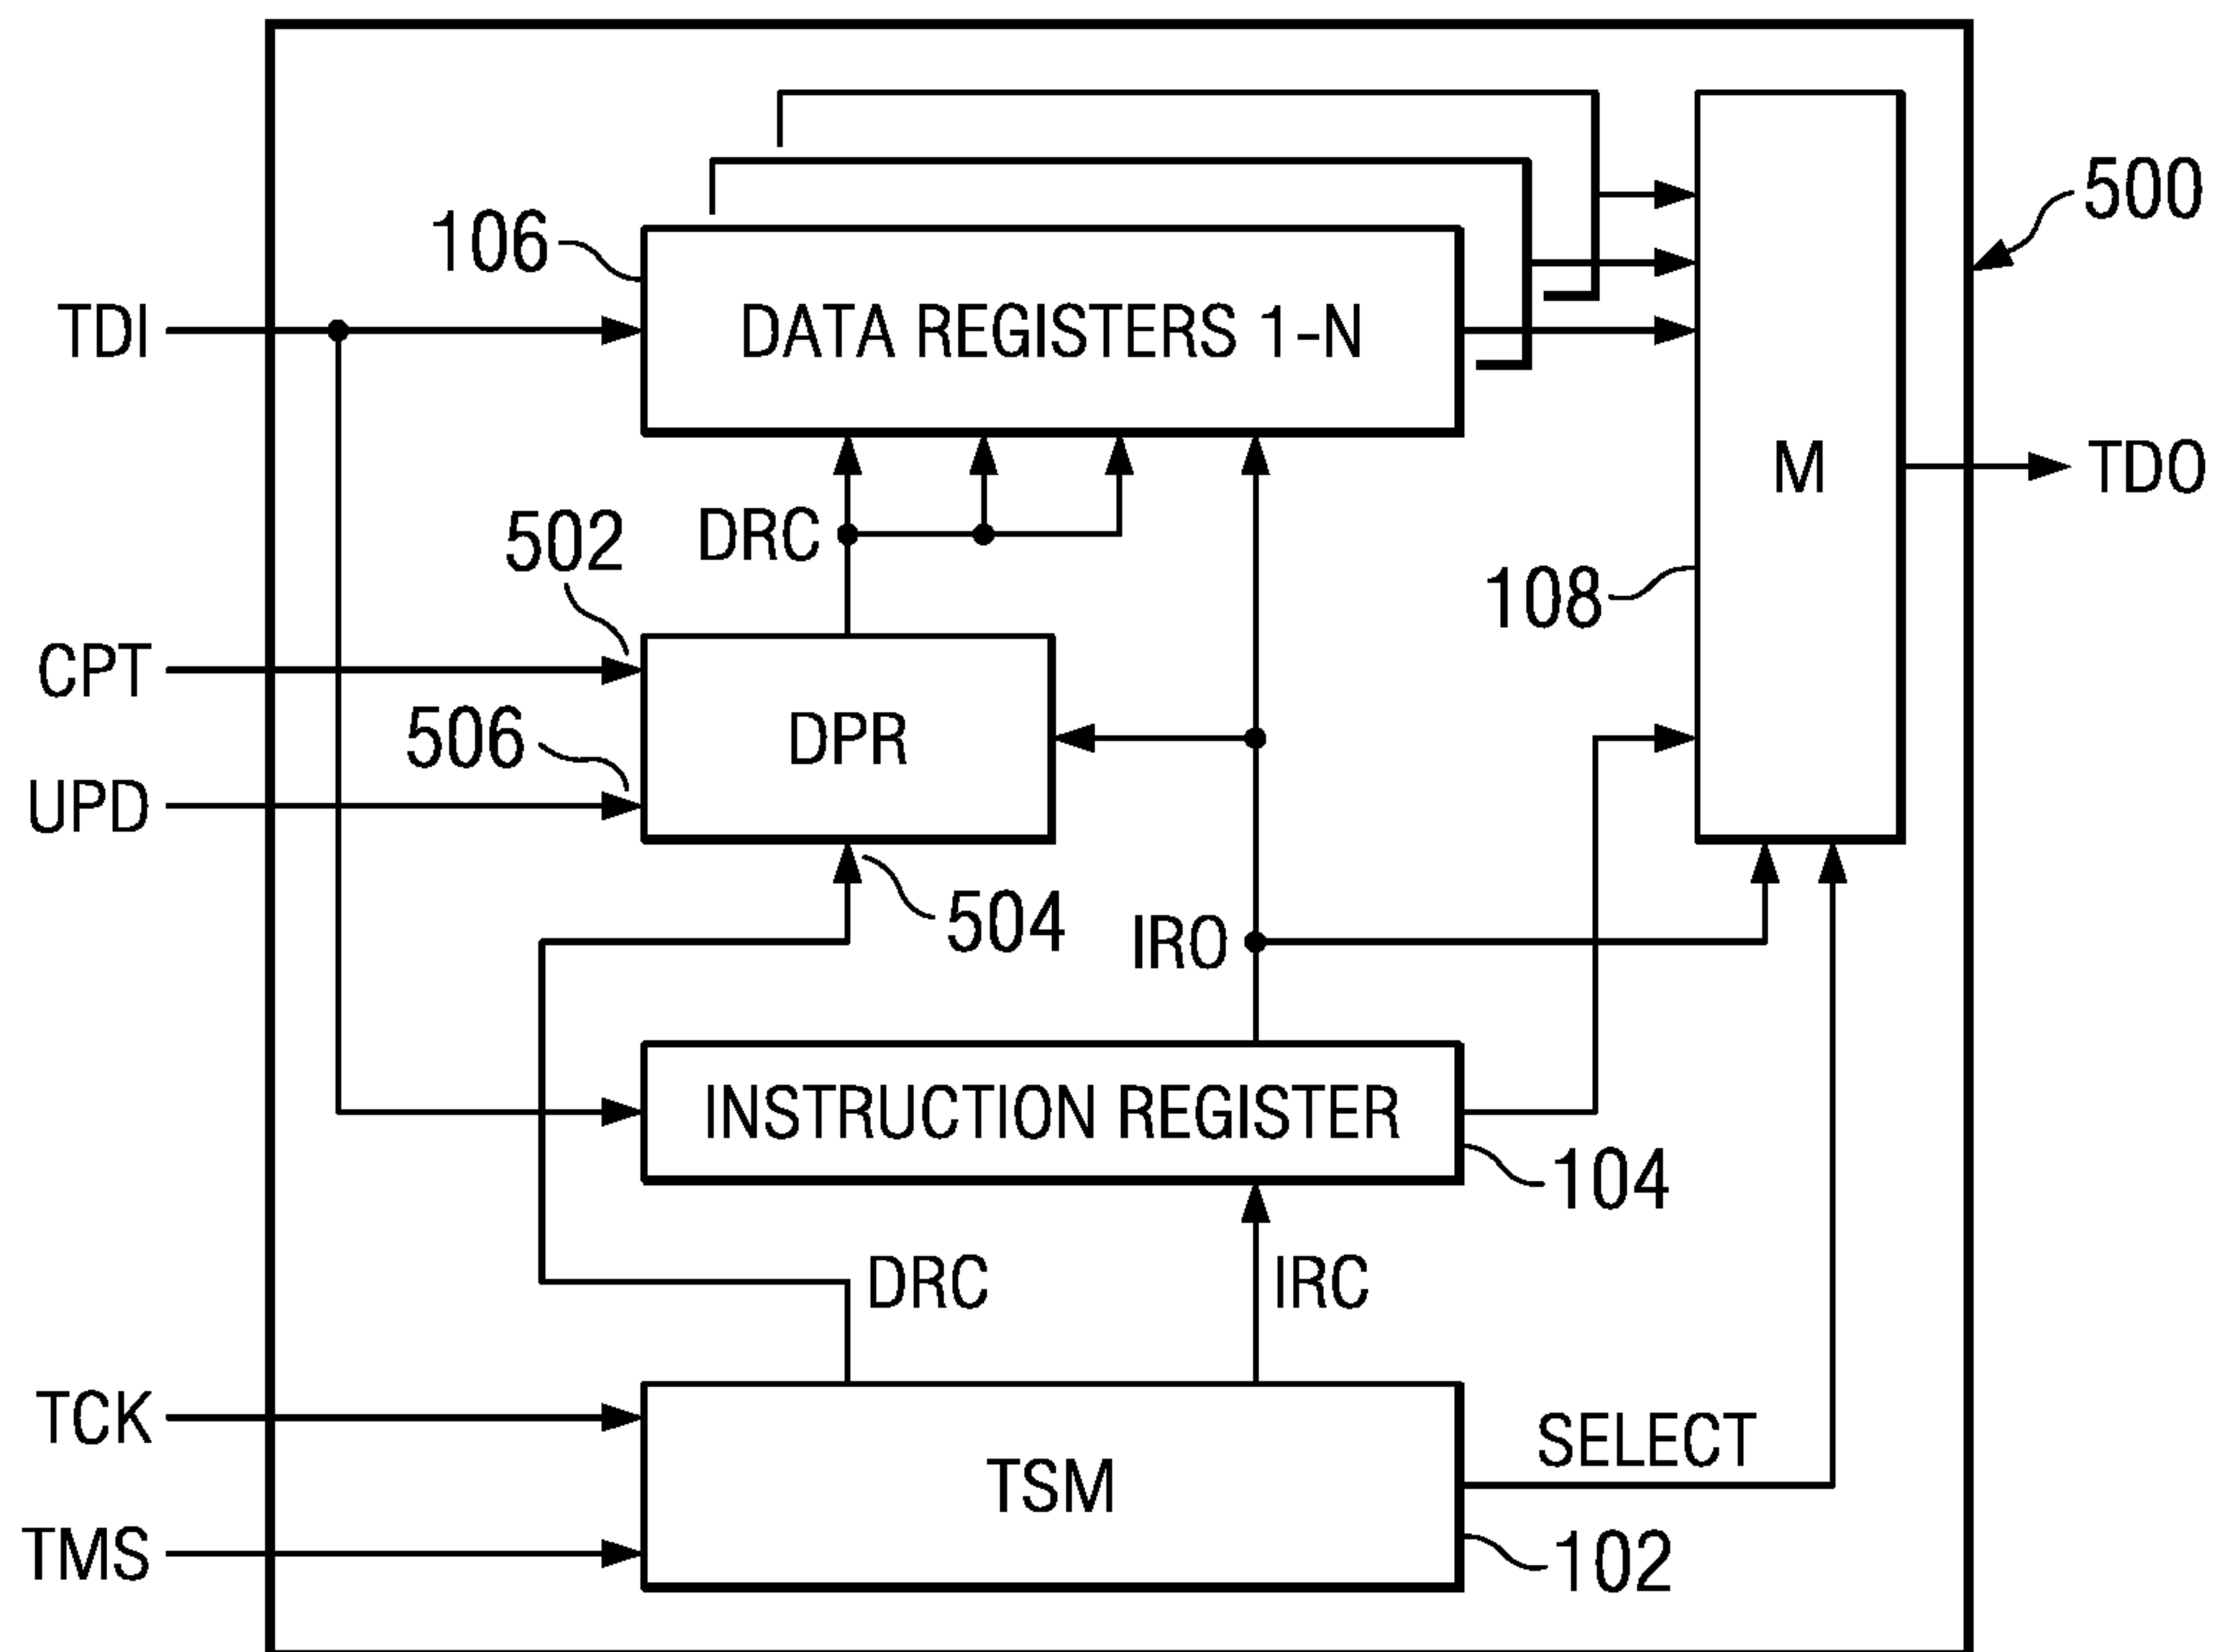 500
106
TDI
DATA REGISTERS 1-N
M
TDO
DRC
502
108
CPT
506
DPR
UPD
504
IRO
INSTRUCTION REGISTER
104
DRC
IRC
TCK
SELECT
TSM
TMS
102